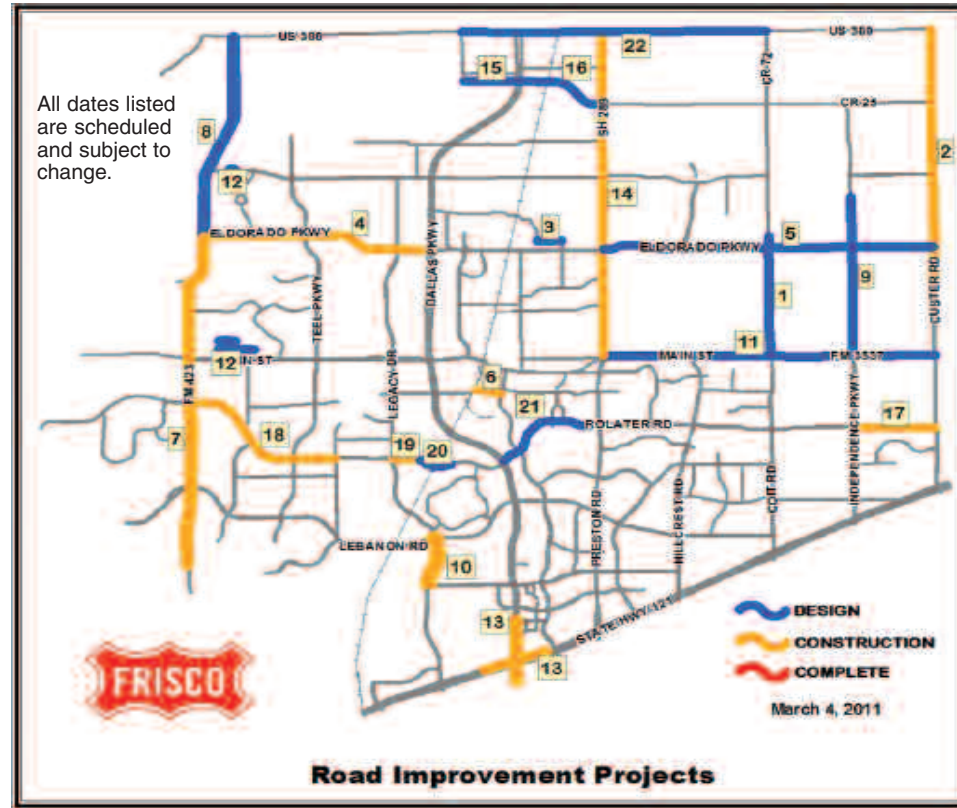 US 380
US 380
22
15
16
CR-72
All dates listed
are scheduled
and subject to
change.
CR-25
8
SH 289
2
12
14
4
3
5
ELDORADO PKWY
ELDORADO PKWY
DALLAS PKWY
9
1
CUSTER RD
TEEL PKWY
11
MAIN ST
FM 3537
12
IN ST
LEGACY DR
FM 423
6
21
INDEPENDENCE PKWY
17
ROLATER RD
7
18
19
20
PRESTON RD
HILLCREST RD
COIT RD
LEBANON RD
10
13
STATE HWY 121
13
DESIGN
CONSTRUCTION
COMPLETE
FRISCO
March 4, 2011
Road Improvement Projects